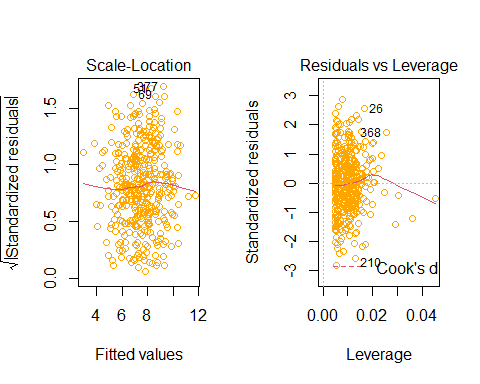 Scale-Location
√|Standardized residuals|
0.0 0.5 1.0 1.5
377
69
4 6 8 12
Fitted values
Residuals vs Leverage
Standardized residuals
-3 -2 -1 0 1 2 3
26
368
210
Cook's d
0.00 0.02 0.04
Leverage